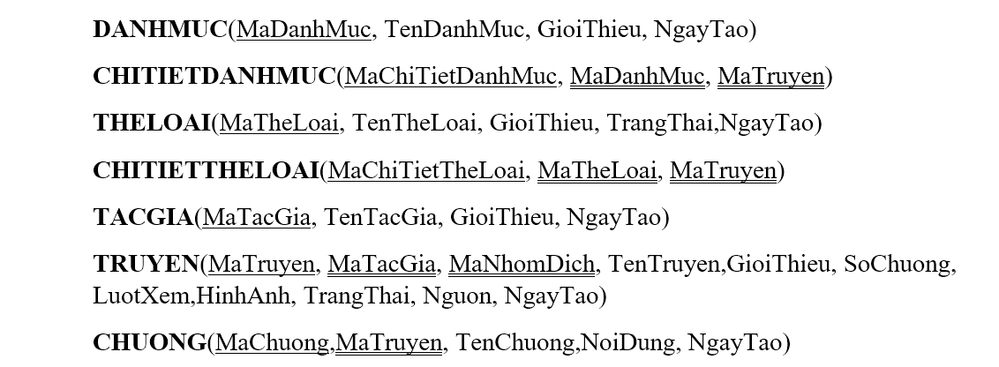 DANHMUC(MaDanhMuc, TenDanhMuc, GioiThieu, NgayTao)
CHITIETDANHMUC(MaChiTietDanhMuc, MaDanhMuc, MaTruyen)
THELOAI(MaTheLoai, TenTheLoai, GioiThieu, TrangThai,NgayTao)
CHITIETTHELOAI(MaChiTietTheLoai, MaTheLoai, MaTruyen)
TACGIA(MaTacGia, TenTacGia, GioiThieu, NgayTao)
TRUYEN(MaTruyen, MaTacGia, MaNhomDich, TenTruyen,GioiThieu, SoChuong,
LuotXem,HinhAnh, TrangThai, Nguon, NgayTao)
CHUONG(MaChuong,MaTruyen, TenChuong,NoiDung, NgayTao)